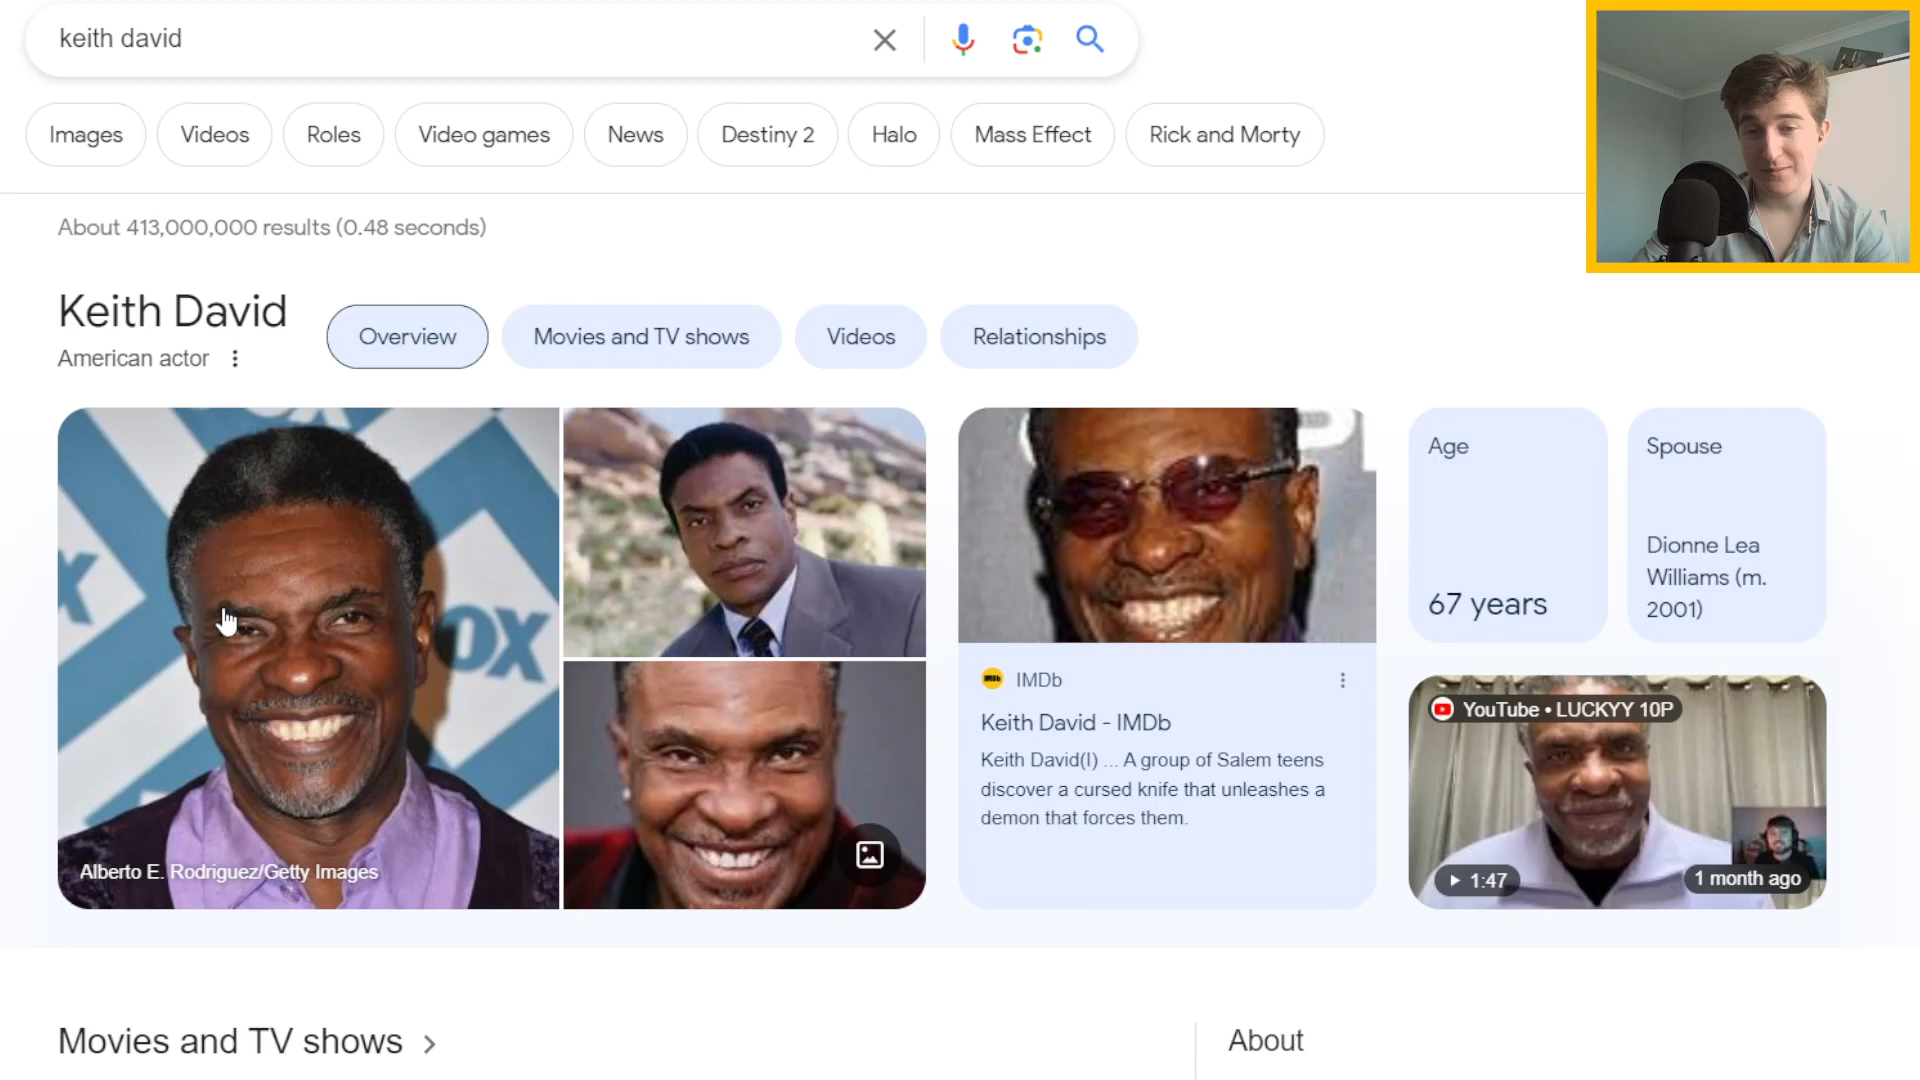 keith david
Images
Videos
Roles
Video games
News
Destiny 2
Halo
Mass Effect
Rick and Morty
About 413,000,000 results (0.48 seconds)
Keith David
American actor
Overview
Movies and TV shows
Videos
Relationships
FOX
OX
Alberto E. Rodriguez/Getty Images
IMDb
IMDb
Keith David - IMDb
Keith David(I) ... A group of Salem teens
discover a cursed knife that unleashes a
demon that forces them.
Age
67 years
Spouse
Dionne Lea
Williams (m.
2001)
YouTube • LUCKYY 10P
1:47
1 month ago
Movies and TV shows
About